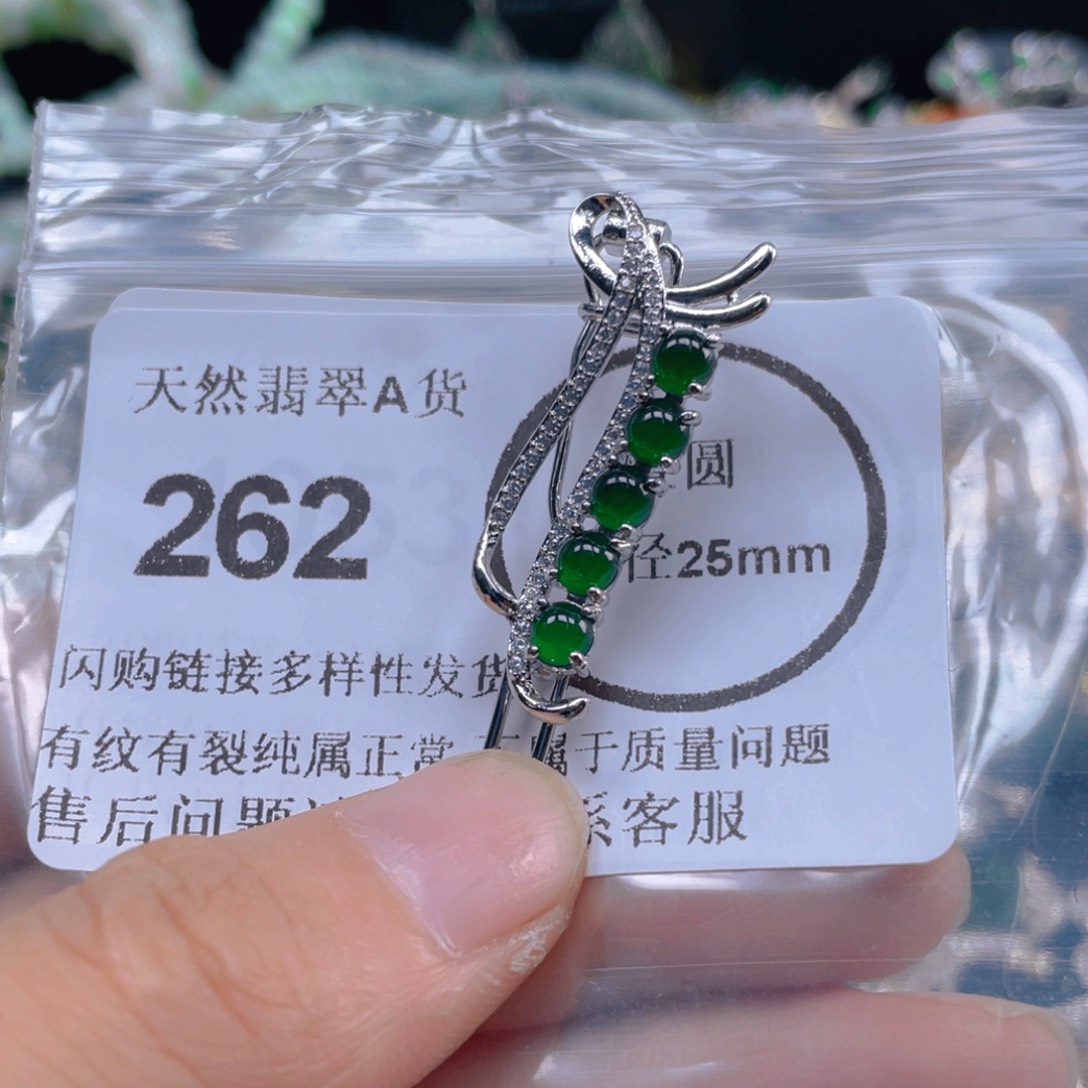 天然翡翠A货
262
圆
径25mm
闪购链接多样性发货
有纹有裂纯属正常 属于质量问题
售后问题 系客服